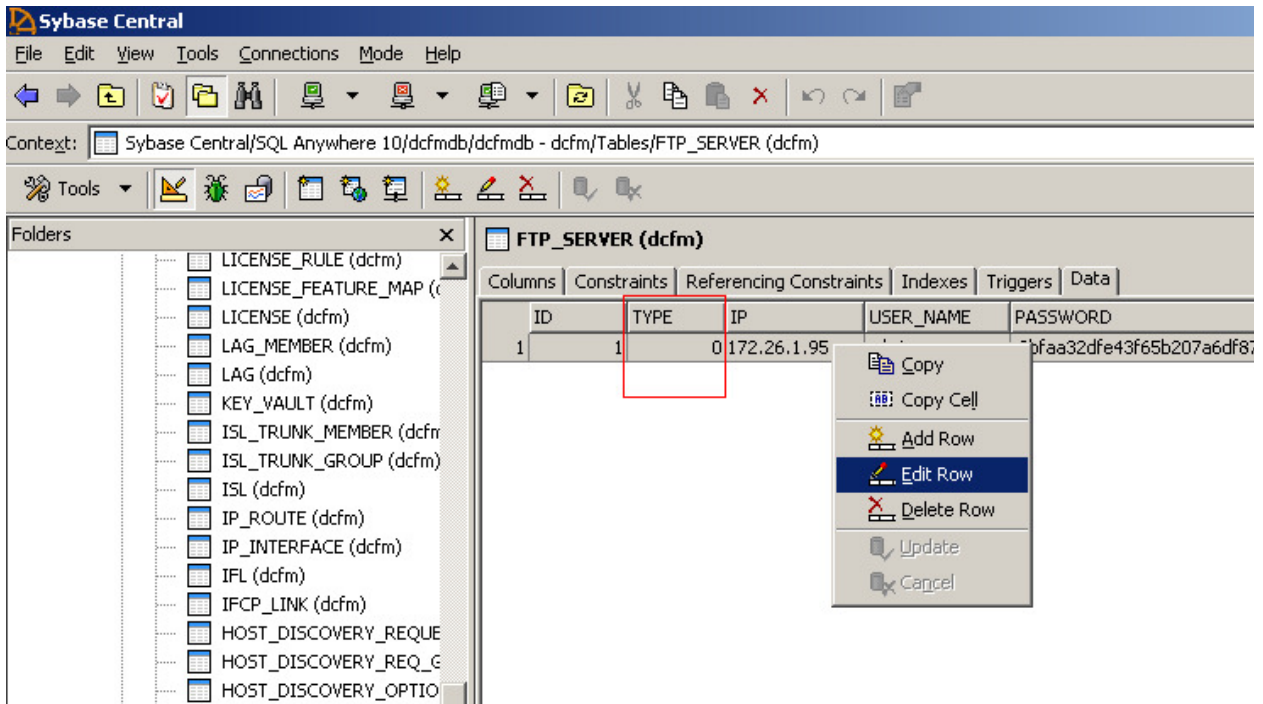 Sybase Central
File Edit View Tools Connections Mode Help
Context: Sybase Central/SQL Anywhere 10/dcfmdb/dcfmdb - dcfm/Tables/FTP_SERVER (dcfm)
Tools
Folders
LICENSE_RULE (dcfm)
LICENSE_FEATURE_MAP (
LICENSE (dcfm)
LAG_MEMBER (dcfm)
LAG (dcfm)
KEY_VAULT (dcfm)
ISL_TRUNK_MEMBER (dcfm
ISL_TRUNK_GROUP (dcfm)
ISL (dcfm)
IP_ROUTE (dcfm)
IP_INTERFACE (dcfm)
IFL (dcfm)
IFCP_LINK (dcfm)
HOST_DISCOVERY_REQUE
HOST_DISCOVERY_REQ_G
HOST_DISCOVERY_OPTIO
FTP_SERVER (dcfm)
Columns Constraints Referencing Constraints Indexes Triggers Data
ID TYPE IP USER_NAME PASSWORD
1 1 0 172.26.1.95 bfaa32dfe43f65b207a6df87
Copy
Copy Cell
Add Row
Edit Row
Delete Row
Update
Cancel